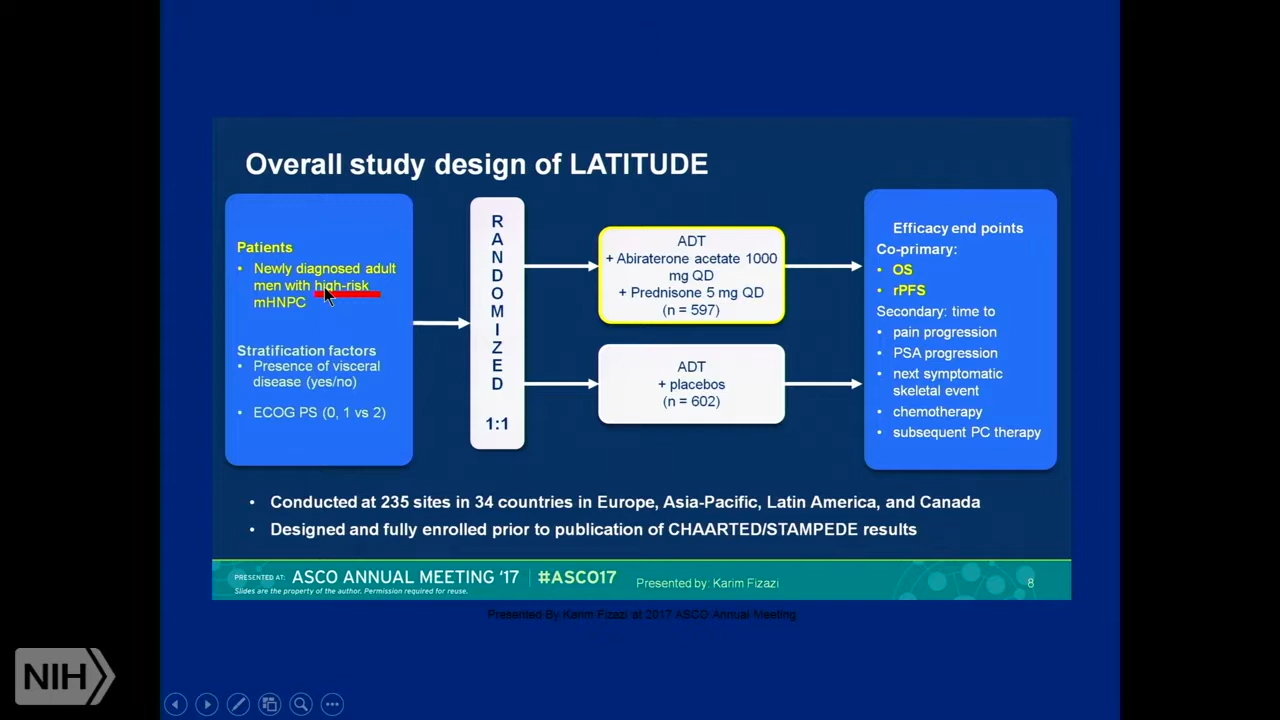 Overall study design of LATITUDE
Patients
• Newly diagnosed adult
men with high-risk
mHNPC
Stratification factors
• Presence of visceral
disease (yes/no)
• ECOG PS (0, 1 vs 2)
R
A
N
D
O
M
I
Z
E
D
1:1
ADT
+ Abiraterone acetate 1000
mg QD
+ Prednisone 5 mg QD
(n = 597)
ADT
+ placebos
(n = 602)
Efficacy end points
Co-primary:
• OS
• rPFS
Secondary: time to
• pain progression
• PSA progression
• next symptomatic
skeletal event
• chemotherapy
• subsequent PC therapy
• Conducted at 235 sites in 34 countries in Europe, Asia-Pacific, Latin America, and Canada
• Designed and fully enrolled prior to publication of CHAARTED/STAMPEDE results
PRESENTED AT: ASCO ANNUAL MEETING '17 | #ASCO17
Slides are the property of the author. Permission required for reuse.
Presented by: Karim Fizazi
8
Presented By Karim Fizazi at 2017 ASCO Annual Meeting
NIH